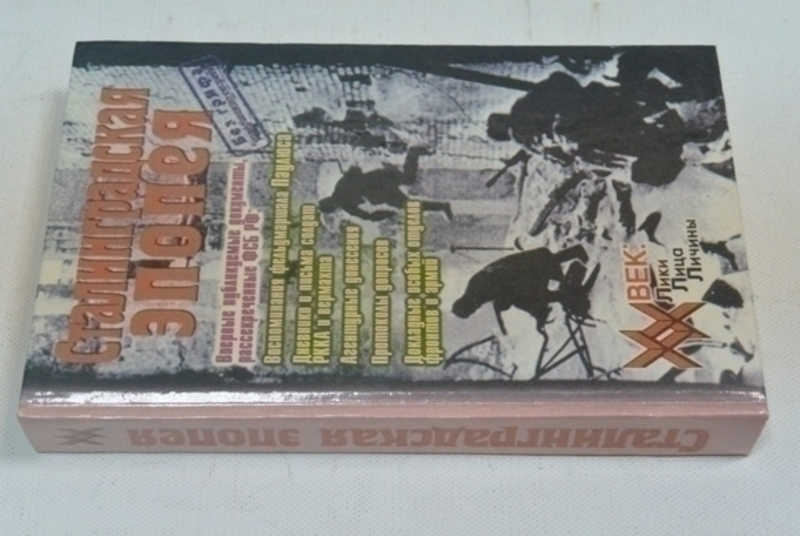 Сталинградская
эпопея
Без грифа
Впервые публикуемые документы,
рассекреченные ФСБ РФ
Воспоминания фельдмаршала Паулюса
Дневники и письма солдат
РККА и вермахта
Агентурные донесения
Протоколы допросов
Докладные особых отделов
фронтов и армий
XX
ВЕК:
Лики
Лица
Личины
Сталинградская эпопея
XX